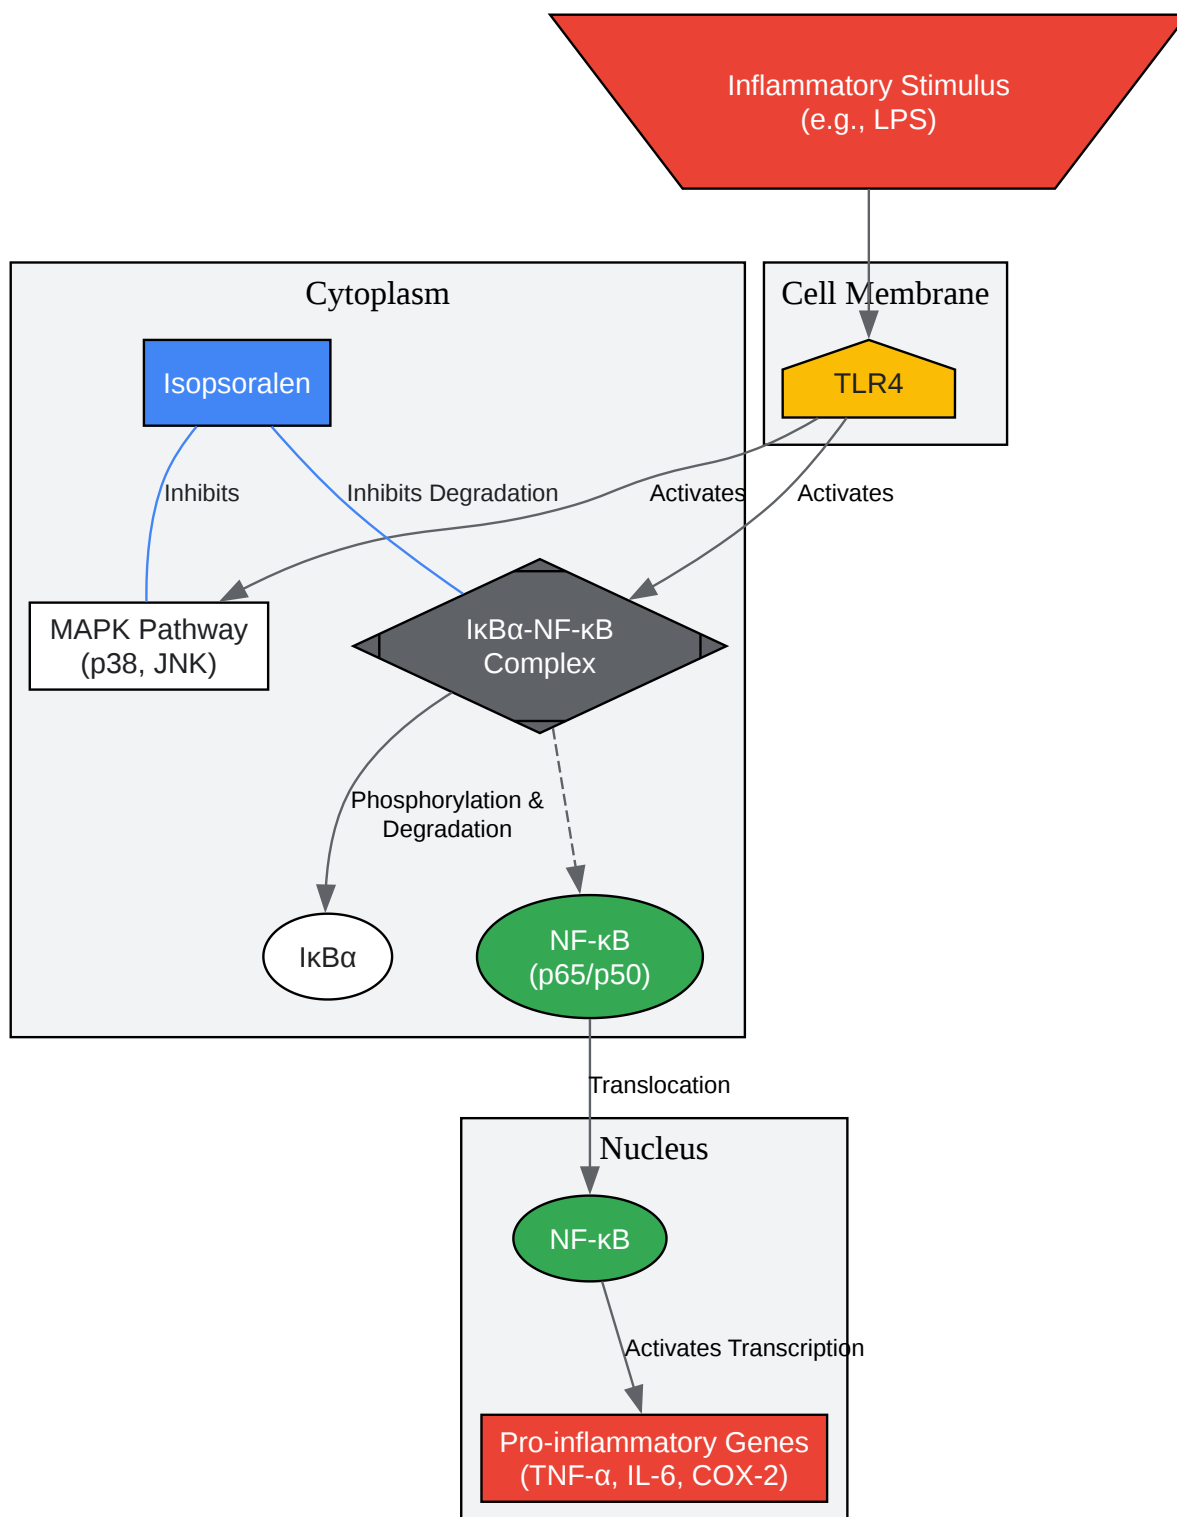 Inflammatory Stimulus
(e.g., LPS)
Cytoplasm
Cell Membrane
Isopsoralen
TLR4
Inhibits
Inhibits Degradation
Activates
Activates
MAPK Pathway
(p38, JNK)
IκBα-NF-κB
Complex
Phosphorylation &
Degradation
IκBα
NF-κB
(p65/p50)
Translocation
Nucleus
NF-κB
Activates Transcription
Pro-inflammatory Genes
(TNF-α, IL-6, COX-2)